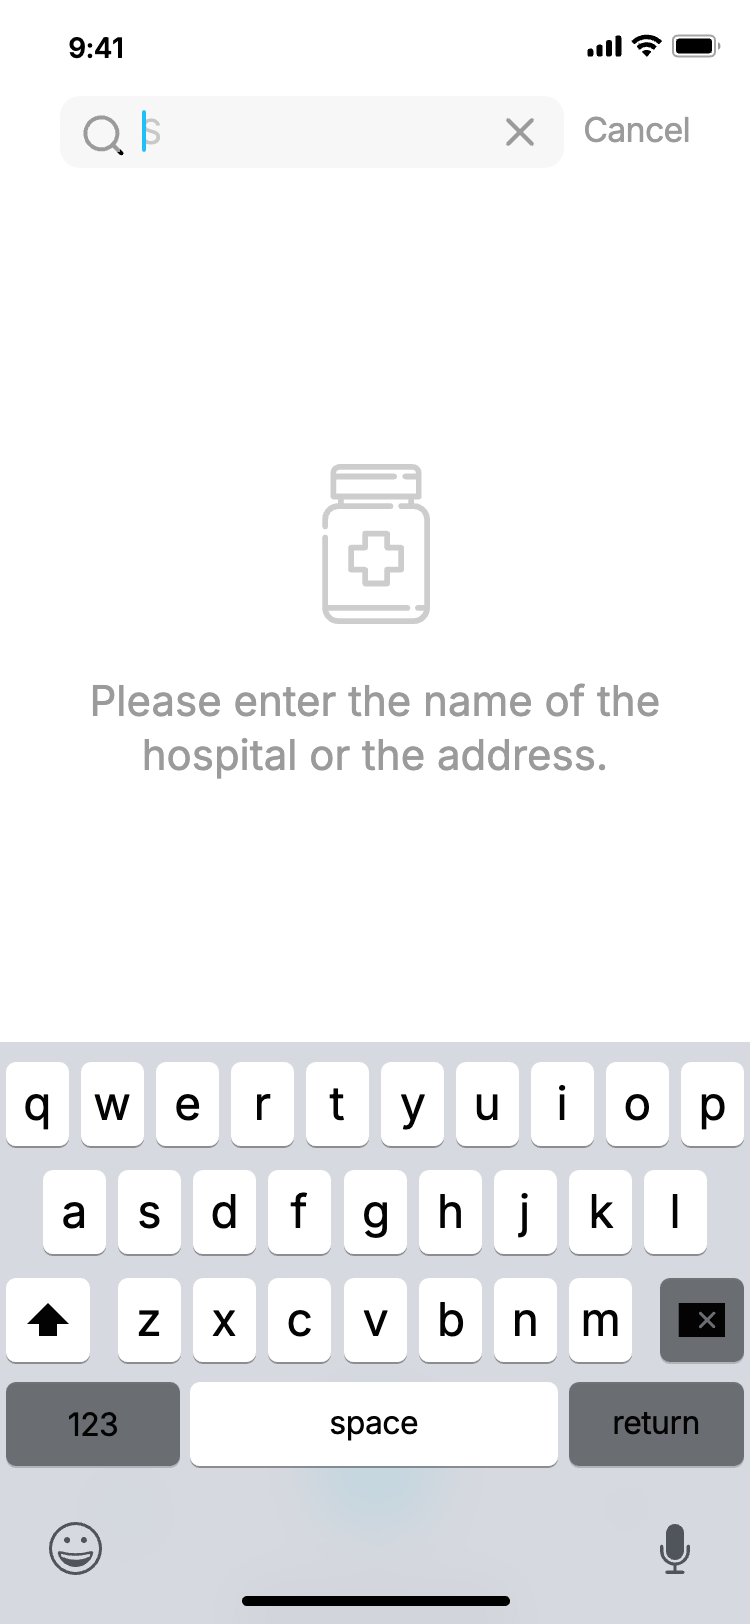 9:41
S
Cancel
Please enter the name of the
hospital or the address.
q w e r t y u i o p
a s d f g h j k l
z x c v b n m
123 space return